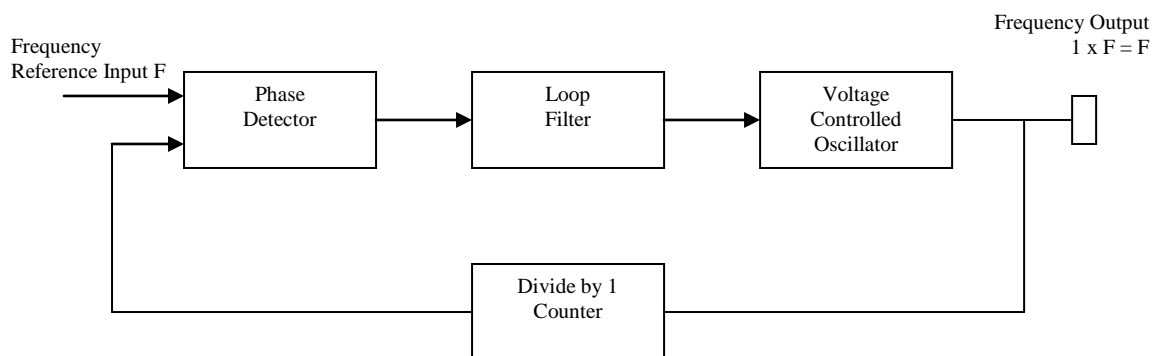 Frequency Output
1 x F = F
Frequency
Reference Input F
Phase
Detector
Loop
Filter
Voltage
Controlled
Oscillator
Divide by 1
Counter